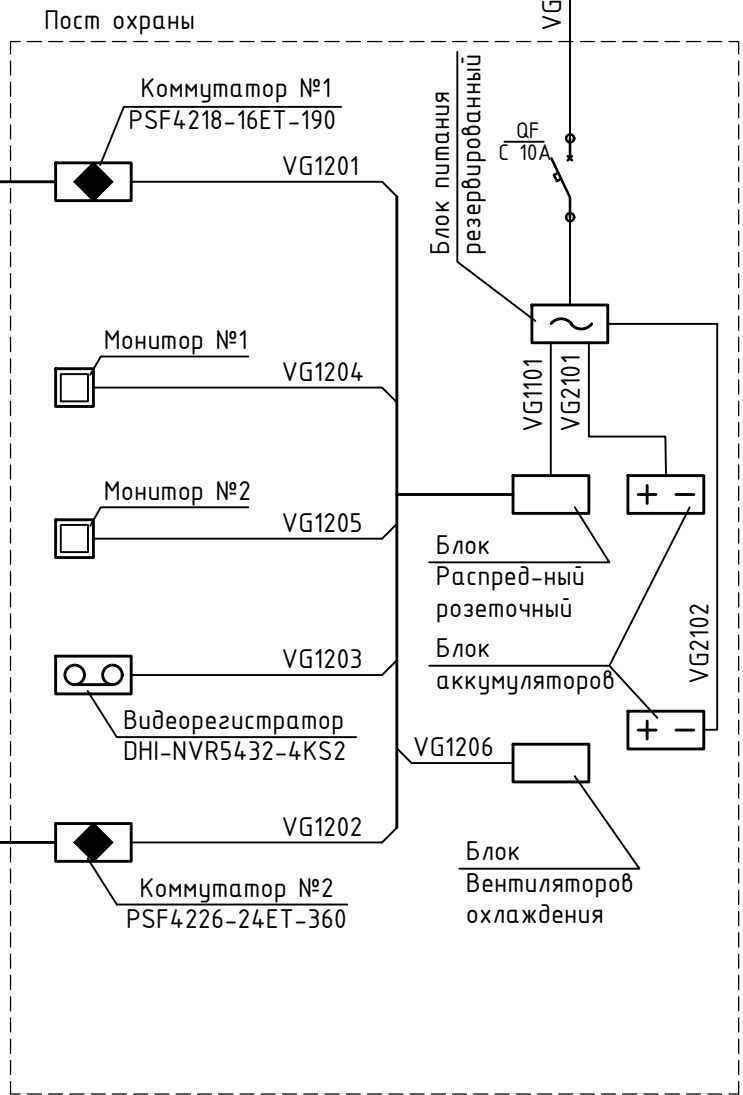 Пост охраны
VG
Коммутатор №1
PSF4218-16ET-190
VG1201
Блок питания
резервированный
QF
C 10A
Монитор №1
VG1204
VG1101
VG2101
Монитор №2
VG1205
Блок
Распред-ный
розеточный
VG1203
Блок
аккумуляторов
VG2102
Видеорегистратор
DHI-NVR5432-4KS2
VG1206
VG1202
Блок
Вентиляторов
охлаждения
Коммутатор №2
PSF4226-24ET-360